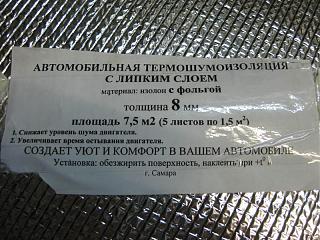 АВТОМОБИЛЬНАЯ ТЕРМОШУМОИЗОЛЯЦИЯ
С ЛИПКИМ СЛОЕМ
материал: изолон с фольгой
толщина 8 мм
площадь 7,5 м2 (5 листов по 1,5 м²)
1. Снижает уровень шума двигателя.
2. Увеличивает время остывания двигателя.
СОЗДАЕТ УЮТ И КОМФОРТ В ВАШЕМ АВТОМОБИЛЕ
Установка: обезжирить поверхность, наклеить при
г. Самара